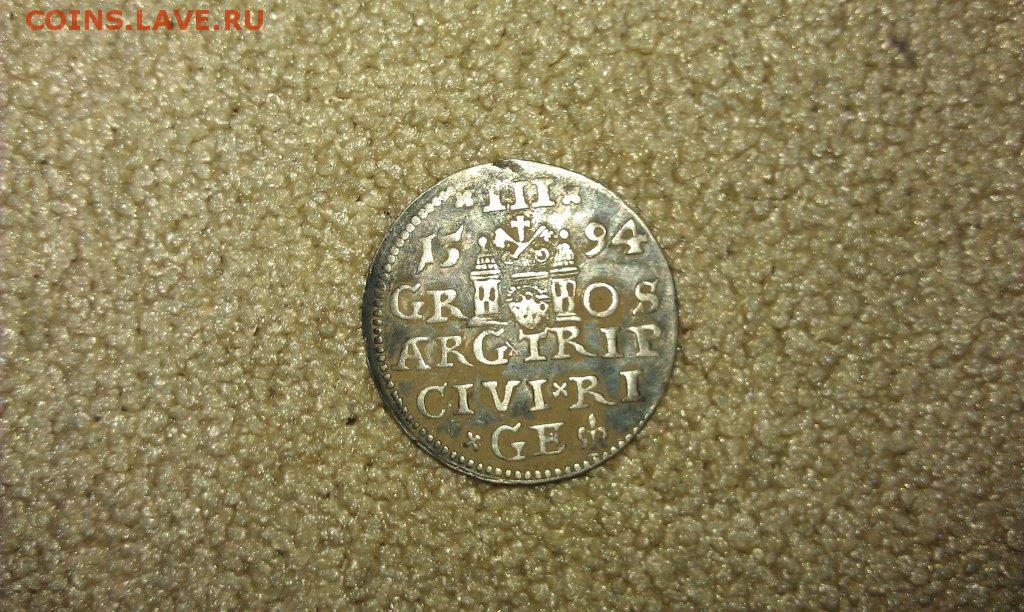 COINS.LAVE.RU
III
15 94
GR OS
ARG×TRIP
CIVI×RI
×GE